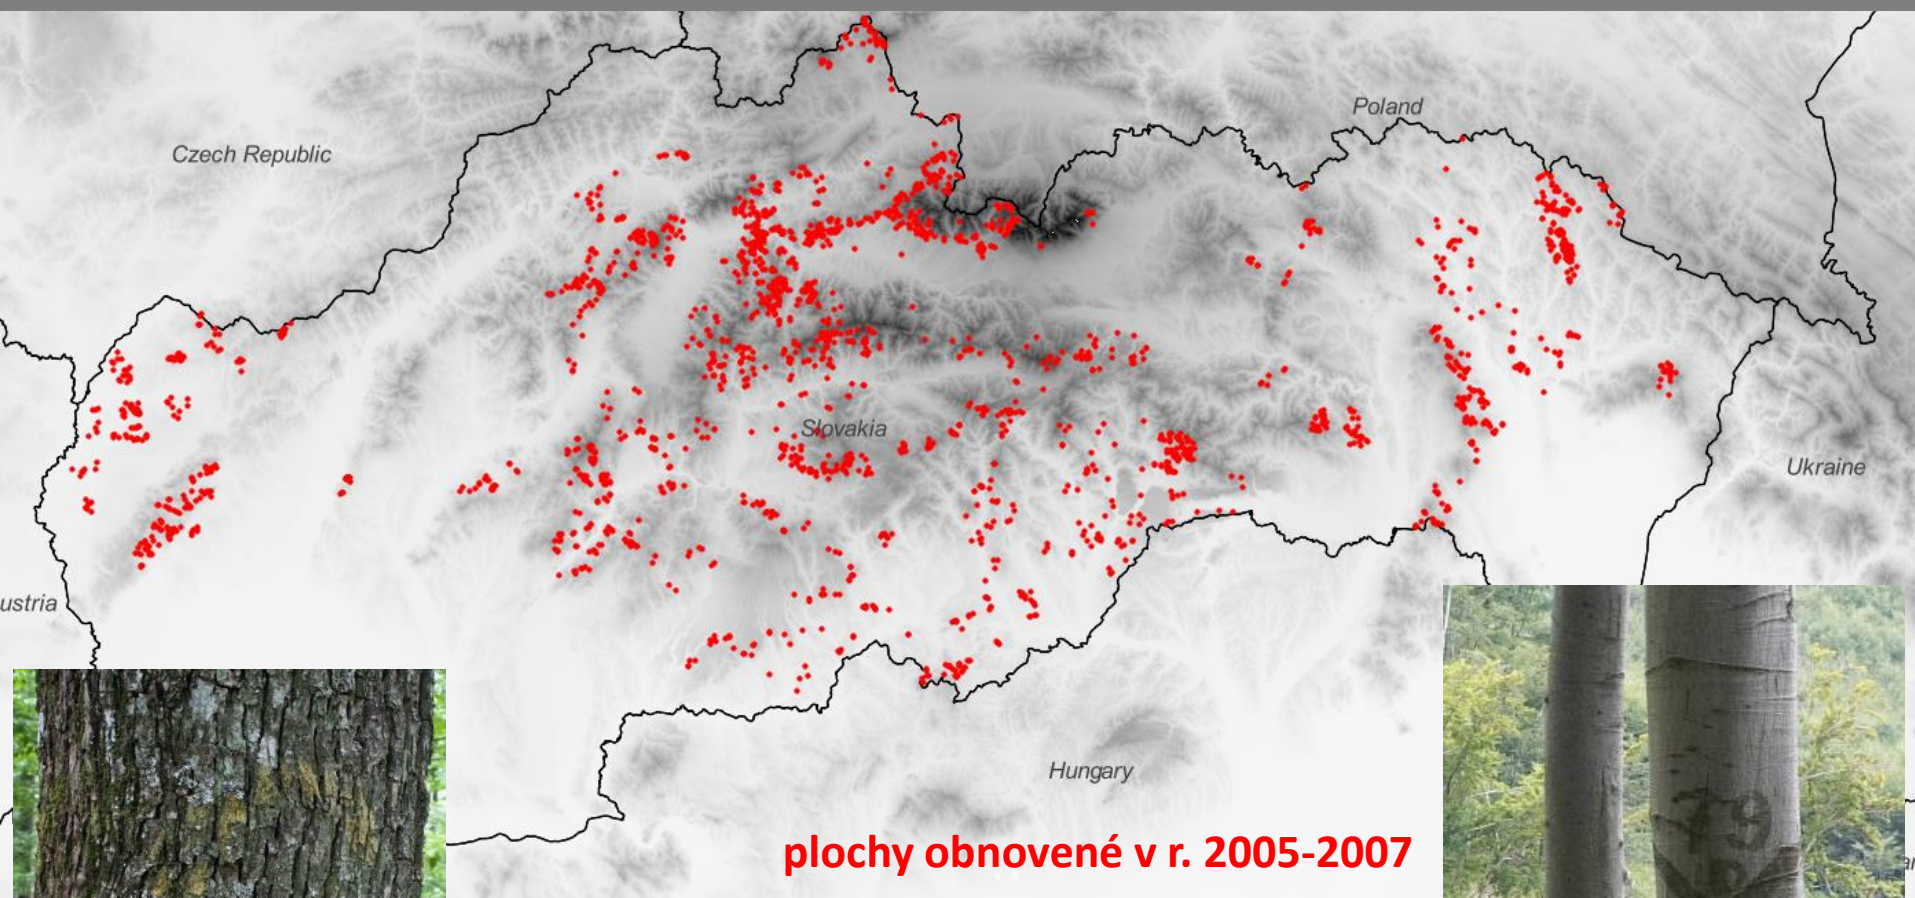 Poland
Czech Republic
Slovakia
Ukraine
ustria
Hungary
plochy obnovené v r. 2005-2007